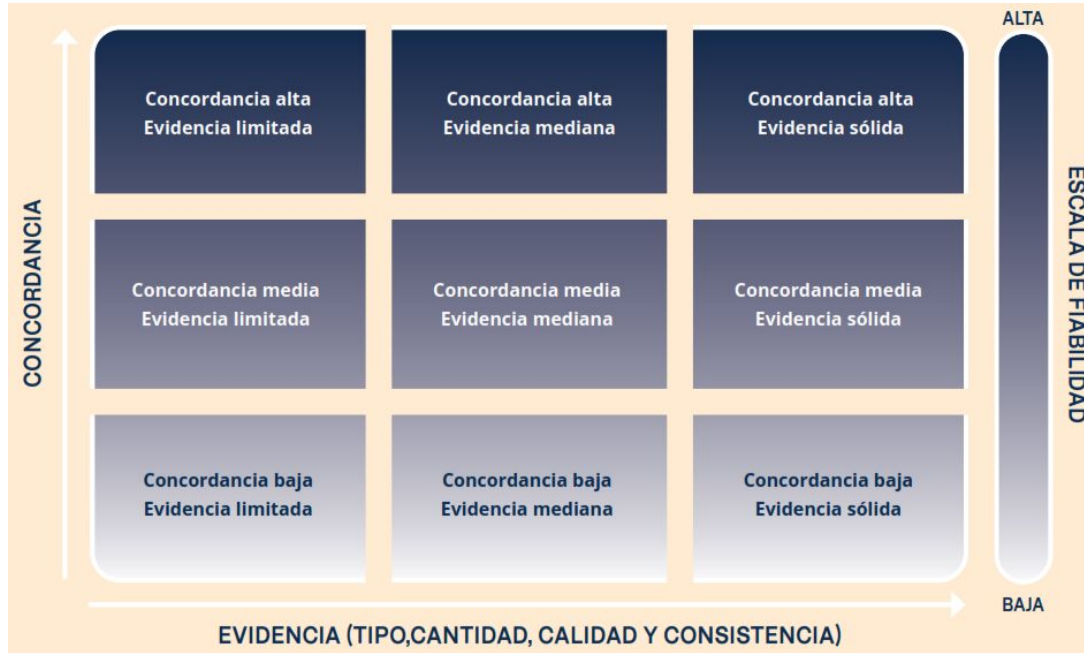 ALTA
Concordancia alta
Evidencia limitada
Concordancia alta
Evidencia mediana
Concordancia alta
Evidencia sólida
CONCORDANCIA
Concordancia media
Evidencia limitada
Concordancia media
Evidencia mediana
Concordancia media
Evidencia sólida
ESCALA DE FIABILIDAD
Concordancia baja
Evidencia limitada
Concordancia baja
Evidencia mediana
Concordancia baja
Evidencia sólida
BAJA
EVIDENCIA (TIPO,CANTIDAD, CALIDAD Y CONSISTENCIA)